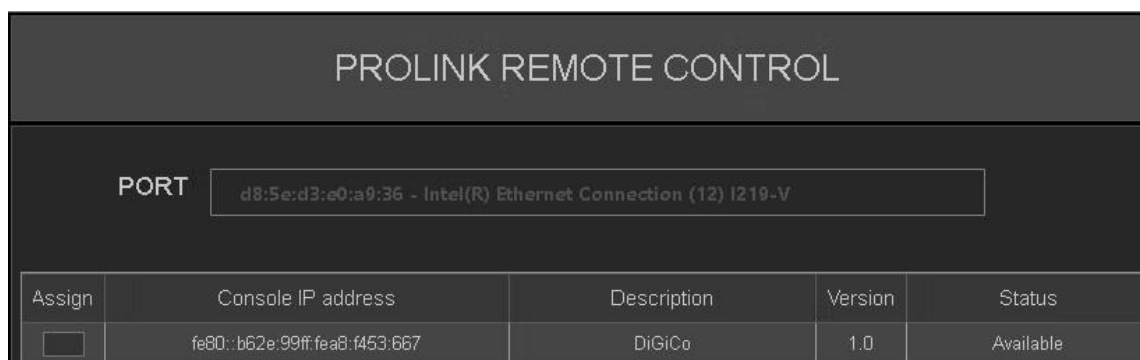 PROLINK REMOTE CONTROL
PORT d8:5e:d3:e0:a9:36 - Intel(R) Ethernet Connection (12) I219-V
Assign Console IP address Description Version Status
fe80::b62e:99ff:fea8:f453:667 DiGiCo 1.0 Available